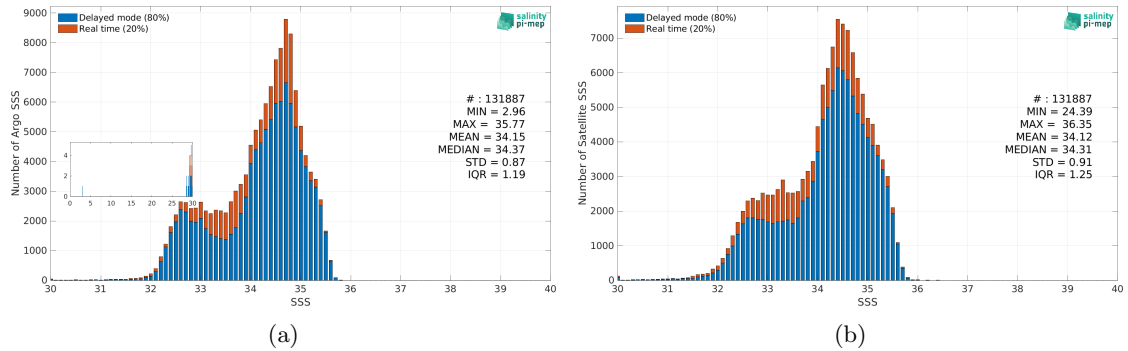 Delayed mode (80%)
Real time (20%)
salinity
pi-mep
9000
8000
7000
6000
5000
4000
3000
2000
1000
0
Number of Argo SSS
# : 131887
MIN = 2.96
MAX = 35.77
MEAN = 34.15
MEDIAN = 34.37
STD = 0.87
IQR = 1.19
4
2
0
5 10 15 20 25 30
30 31 32 33 34 35 36 37 38 39 40
SSS
(a)
Delayed mode (80%)
Real time (20%)
salinity
pi-mep
7000
6000
5000
4000
3000
2000
1000
0
Number of Satellite SSS
# : 131887
MIN = 24.39
MAX = 36.35
MEAN = 34.12
MEDIAN = 34.31
STD = 0.91
IQR = 1.25
30 31 32 33 34 35 36 37 38 39 40
SSS
(b)